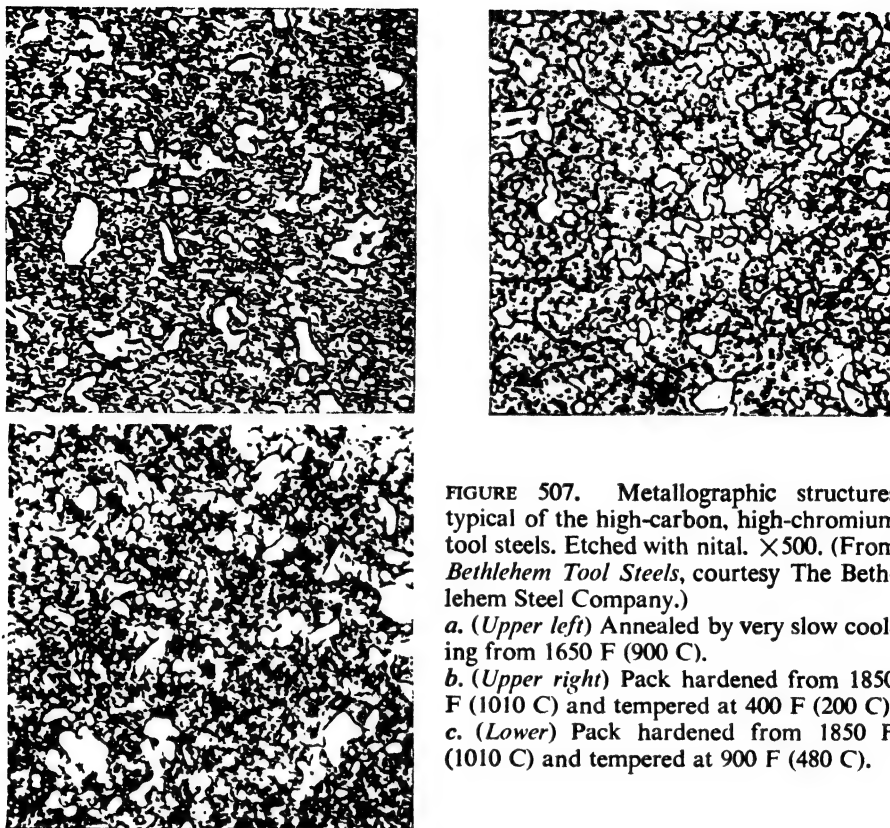 FIGURE 507. Metallographic structure
typical of the high-carbon, high-chromium
tool steels. Etched with nital. ×500. (From
Bethlehem Tool Steels, courtesy The Beth
lehem Steel Company.)
a. (Upper left) Annealed by very slow cool
ing from 1650 F (900 C).
b. (Upper right) Pack hardened from 1850
F (1010 C) and tempered at 400 F (200 C)
c. (Lower) Pack hardened from 1850 F
(1010 C) and tempered at 900 F (480 C).